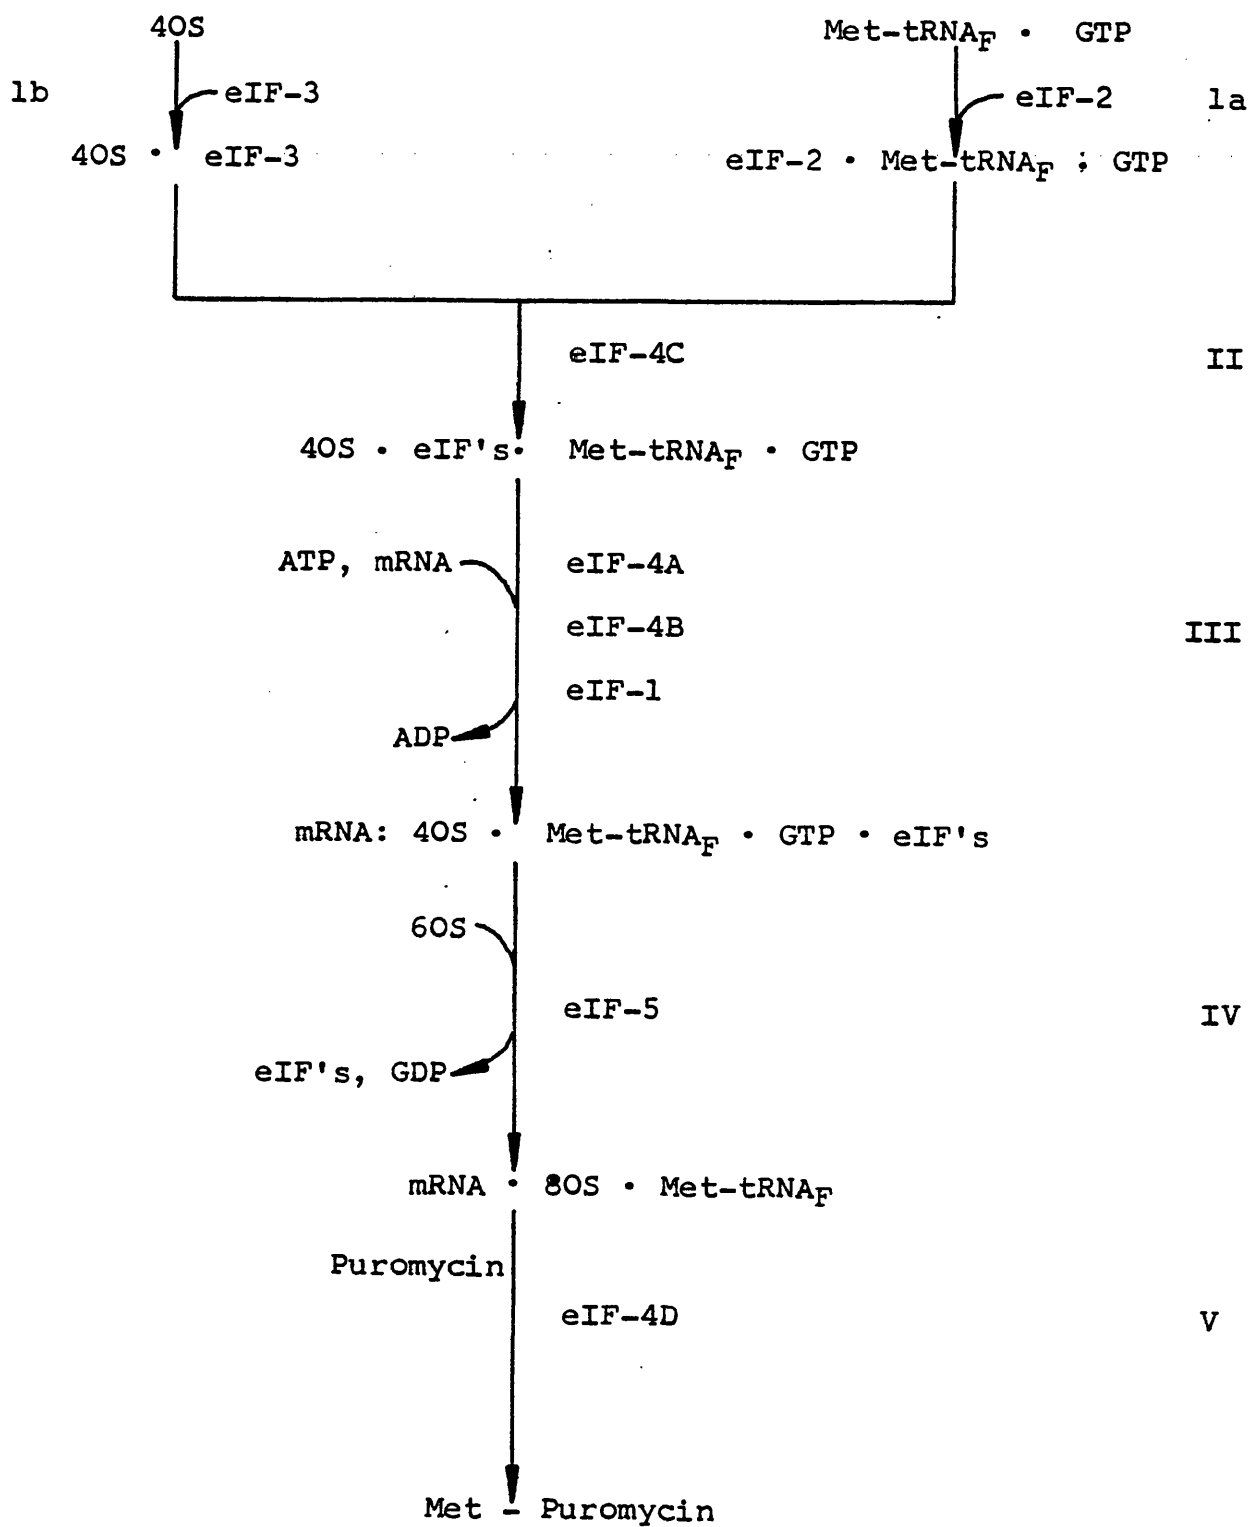 40S
Met-tRNAF · GTP
1b
eIF-3
eIF-2
1a
40S · eIF-3
eIF-2 · Met-tRNAF · GTP
eIF-4C
II
40S · eIF's · Met-tRNAF · GTP
ATP, mRNA
eIF-4A
eIF-4B
III
eIF-1
ADP
mRNA: 40S · Met-tRNAF · GTP · eIF's
60S
eIF-5
IV
eIF's, GDP
mRNA · 80S · Met-tRNAF
Puromycin
eIF-4D
V
Met - Puromycin